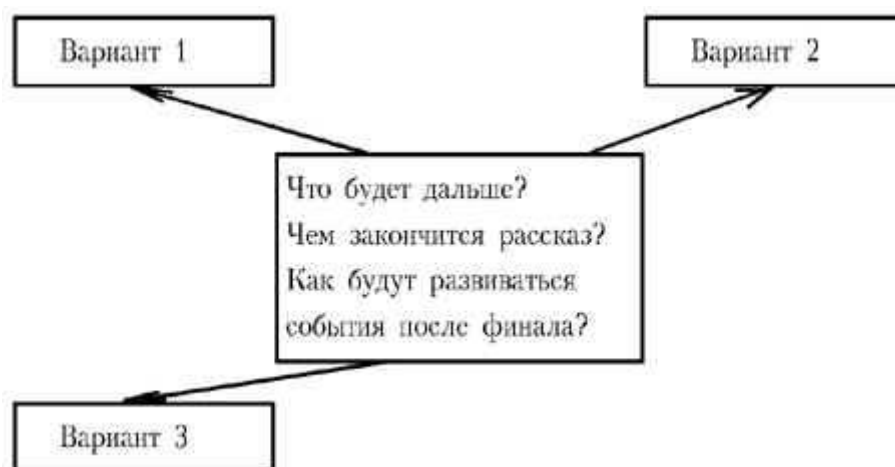 Вариант 1
Вариант 2
Что будет дальше?
Чем закончится рассказ?
Как будут развиваться
события после финала?
Вариант 3